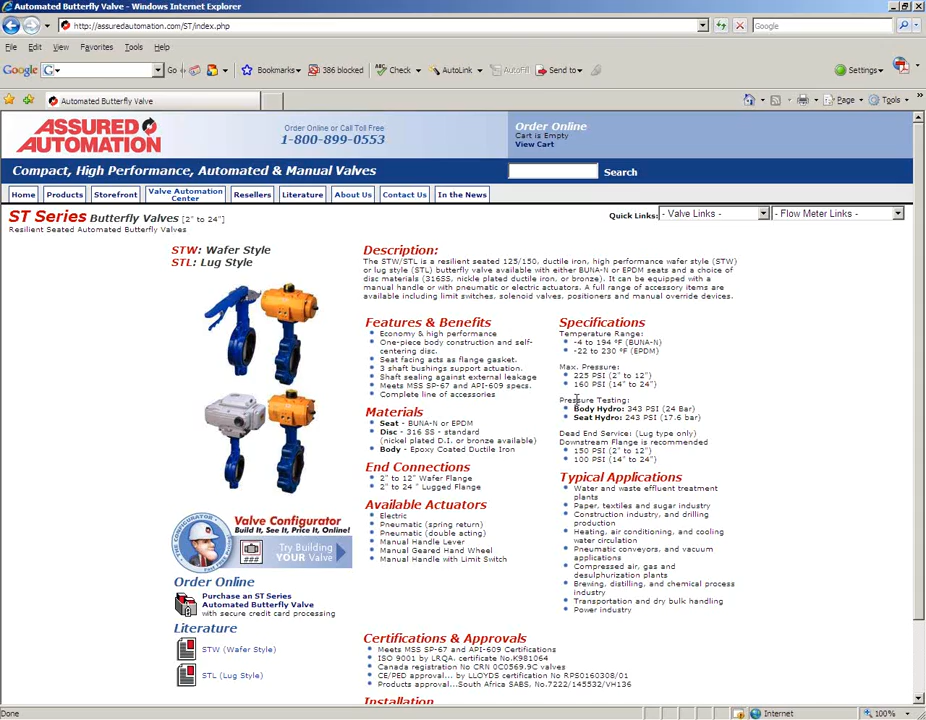 Automated Butterfly Valve - Windows Internet Explorer
http://assuredautomation.com/ST/index.php
Google
File Edit View Favorites Tools Help
Google G Go Bookmarks 386 blocked Check AutoLink AutoFill Send to Settings
Automated Butterfly Valve
Page Tools
ASSURED AUTOMATION
Order Online or Call Toll Free
1-800-899-0553
Order Online
Cart is Empty
View Cart
Compact, High Performance, Automated & Manual Valves
Search
Home Products Storefront Valve Automation Center Resellers Literature About Us Contact Us In the News
ST Series Butterfly Valves [2" to 24"]
Resilient Seated Automated Butterfly Valves
Quick Links: - Valve Links - - Flow Meter Links -
STW: Wafer Style
STL: Lug Style
Description:
The STW/STL is a resilient seated 125/150, ductile iron, high performance wafer style (STW)
or lug style (STL) butterfly valve available with either BUNA-N or EPDM seats and a choice of
disc materials (316SS, nickle plated ductile iron, or bronze). It can be equipped with a
manual handle or with pneumatic or electric actuators. A full range of accessory items are
available including limit switches, solenoid valves, positioners and manual override devices.
Features & Benefits
Economy & high performance
One-piece body construction and self-
centering disc.
Seat facing acts as flange gasket.
3 shaft bushings support actuation.
Shaft sealing against external leakage
Meets MSS SP-67 and API-609 specs.
Complete line of accessories
Materials
Seat - BUNA-N or EPDM
Disc - 316 SS - standard
(nickel plated D.I. or bronze available)
Body - Epoxy Coated Ductile Iron
End Connections
2" to 12" Wafer Flange
2" to 24 " Lugged Flange
Available Actuators
Electric
Pneumatic (spring return)
Pneumatic (double acting)
Manual Handle Lever
Manual Geared Hand Wheel
Manual Handle with Limit Switch
Specifications
Temperature Range:
-4 to 194 ºF (BUNA-N)
-22 to 230 ºF (EPDM)
Max. Pressure:
225 PSI (2" to 12")
160 PSI (14" to 24")
Pressure Testing:
Body Hydro: 343 PSI (24 Bar)
Seat Hydro: 243 PSI (17.6 bar)
Dead End Service: (Lug type only)
Downstream Flange is recommended
150 PSI (2" to 12")
100 PSI (14" to 24")
Typical Applications
Water and waste effluent treatment
plants
Paper, textiles and sugar industry
Construction industry, and drilling
production
Heating, air conditioning, and cooling
water circulation
Pneumatic conveyors, and vacuum
applications
Compressed air, gas and
desulphurization plants
Brewing, distilling, and chemical process
industry
Transportation and dry bulk handling
Power industry
THE CONFIGURATOR
Valve Configurator
Build It, See It, Price It, Online!
###
Try Building
YOUR Valve
Order Online
Purchase an ST Series
Automated Butterfly Valve
with secure credit card processing
Literature
STW (Wafer Style)
STL (Lug Style)
Certifications & Approvals
Meets MSS SP-67 and API-609 Certifications
ISO 9001 by LRQA. certificate No.K981064
Canada registration No CRN 0C0569.9C valves
CE/PED approval... by LLOYDS certification No RPS0160308/01
Products approval...South Africa SABS, No.7222/145532/VH136
Installation
Done
Internet
100%